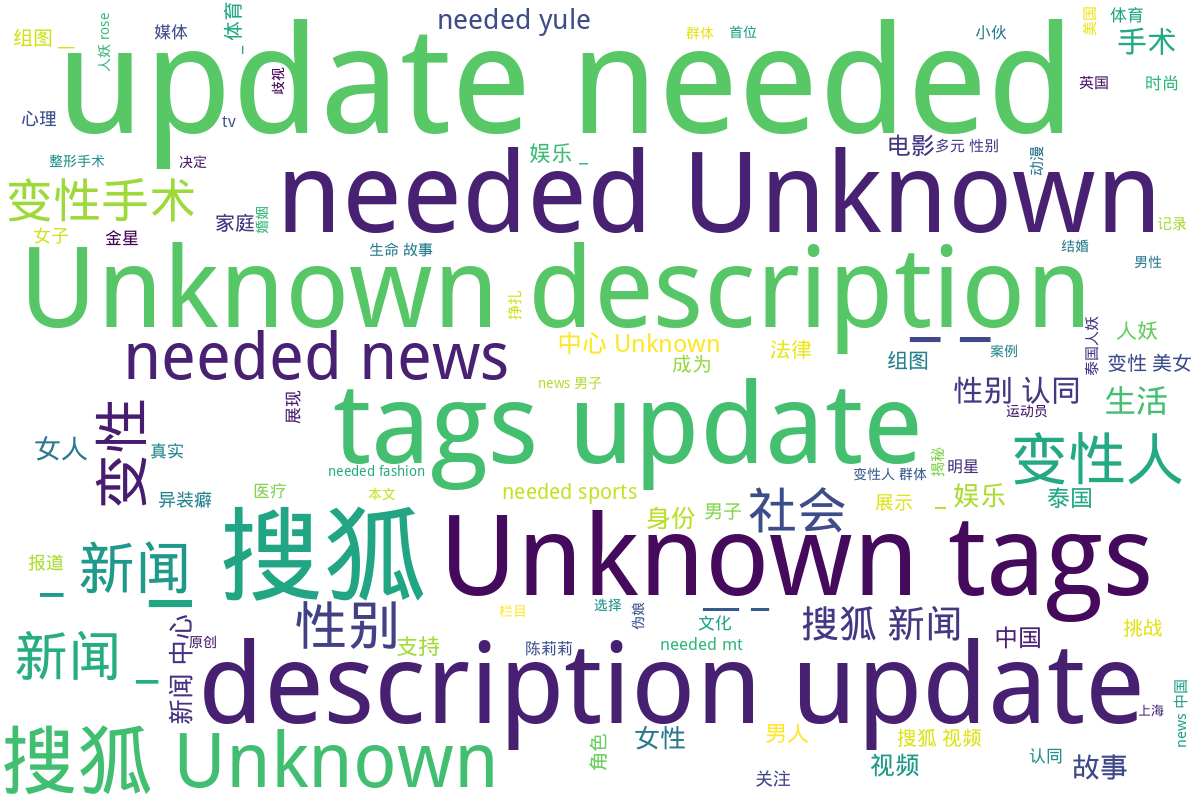 needed yule
体育
_ 体育
人妖 rose
媒体
组图 __
群体
首位
小伙
美国
手术
update needed
歧视
英国
时尚
心理
tv
整形手术
决定
娱乐 _
电影
多元 性别
动漫
变性手术
needed Unknown
家庭
婚姻
女子
金星
记录
生命 故事
结婚
男性
Unknown description
挣扎
泰国人妖
人妖
needed news
中心 Unknown
法律
__ __
组图
案例
成为
变性 美女
news 男子
性别 认同
运动员
生活
展现
变性
tags update
女人
真实
变性人
needed fashion
变性人 群体
揭秘
明星
异装癖
医疗
本文
needed sports
身份
男子
社会
展示
_ 娱乐
泰国
搜狐
Unknown tags
报道
_ 新闻 __
性别
栏目
选择
伪娘
__ _
文化
搜狐 新闻
中国
挑战
新闻 _
新闻 中心
原创
支持
陈莉莉
needed mt
description update
上海
news 中国
搜狐 Unknown
角色
女性
男人
搜狐 视频
视频
认同
故事
关注